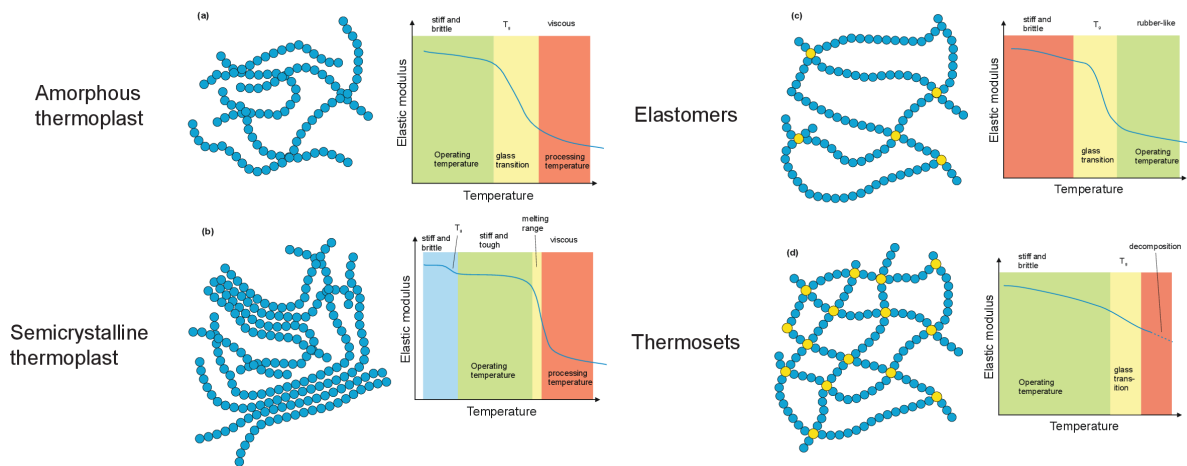 (a)
Amorphous
thermoplast
stiff and
brittle
Tg
viscous
Elastic modulus
Operating
temperature
glass
transition
processing
temperature
Temperature
(b)
Semicrystalline
thermoplast
stiff and
brittle
Tg
stiff and
tough
melting
range
viscous
Elastic modulus
Operating
temperature
processing
temperature
Temperature
(c)
Elastomers
stiff and
brittle
Tg
rubber-like
Elastic modulus
glass
transition
Operating
temperature
Temperature
(d)
Thermosets
stiff and
brittle
Tg
decomposition
Elastic modulus
Operating
temperature
glass
trans-
ition
Temperature